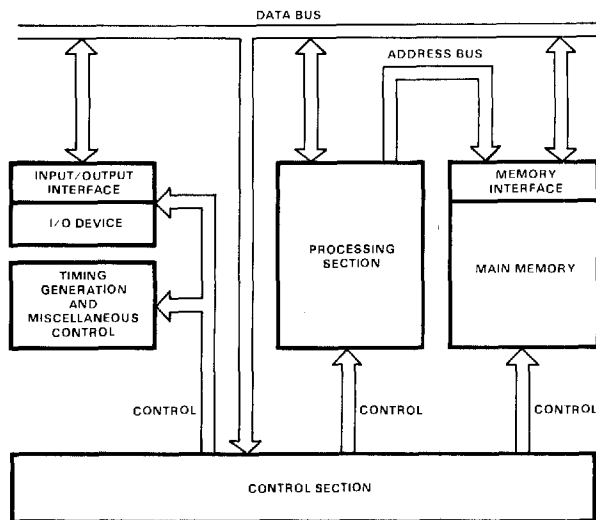 DATA BUS
ADDRESS BUS
INPUT/OUTPUT
INTERFACE
I/O DEVICE
MEMORY
INTERFACE
PROCESSING
SECTION
MAIN MEMORY
TIMING
GENERATION
AND
MISCELLANEOUS
CONTROL
CONTROL
CONTROL
CONTROL
CONTROL SECTION